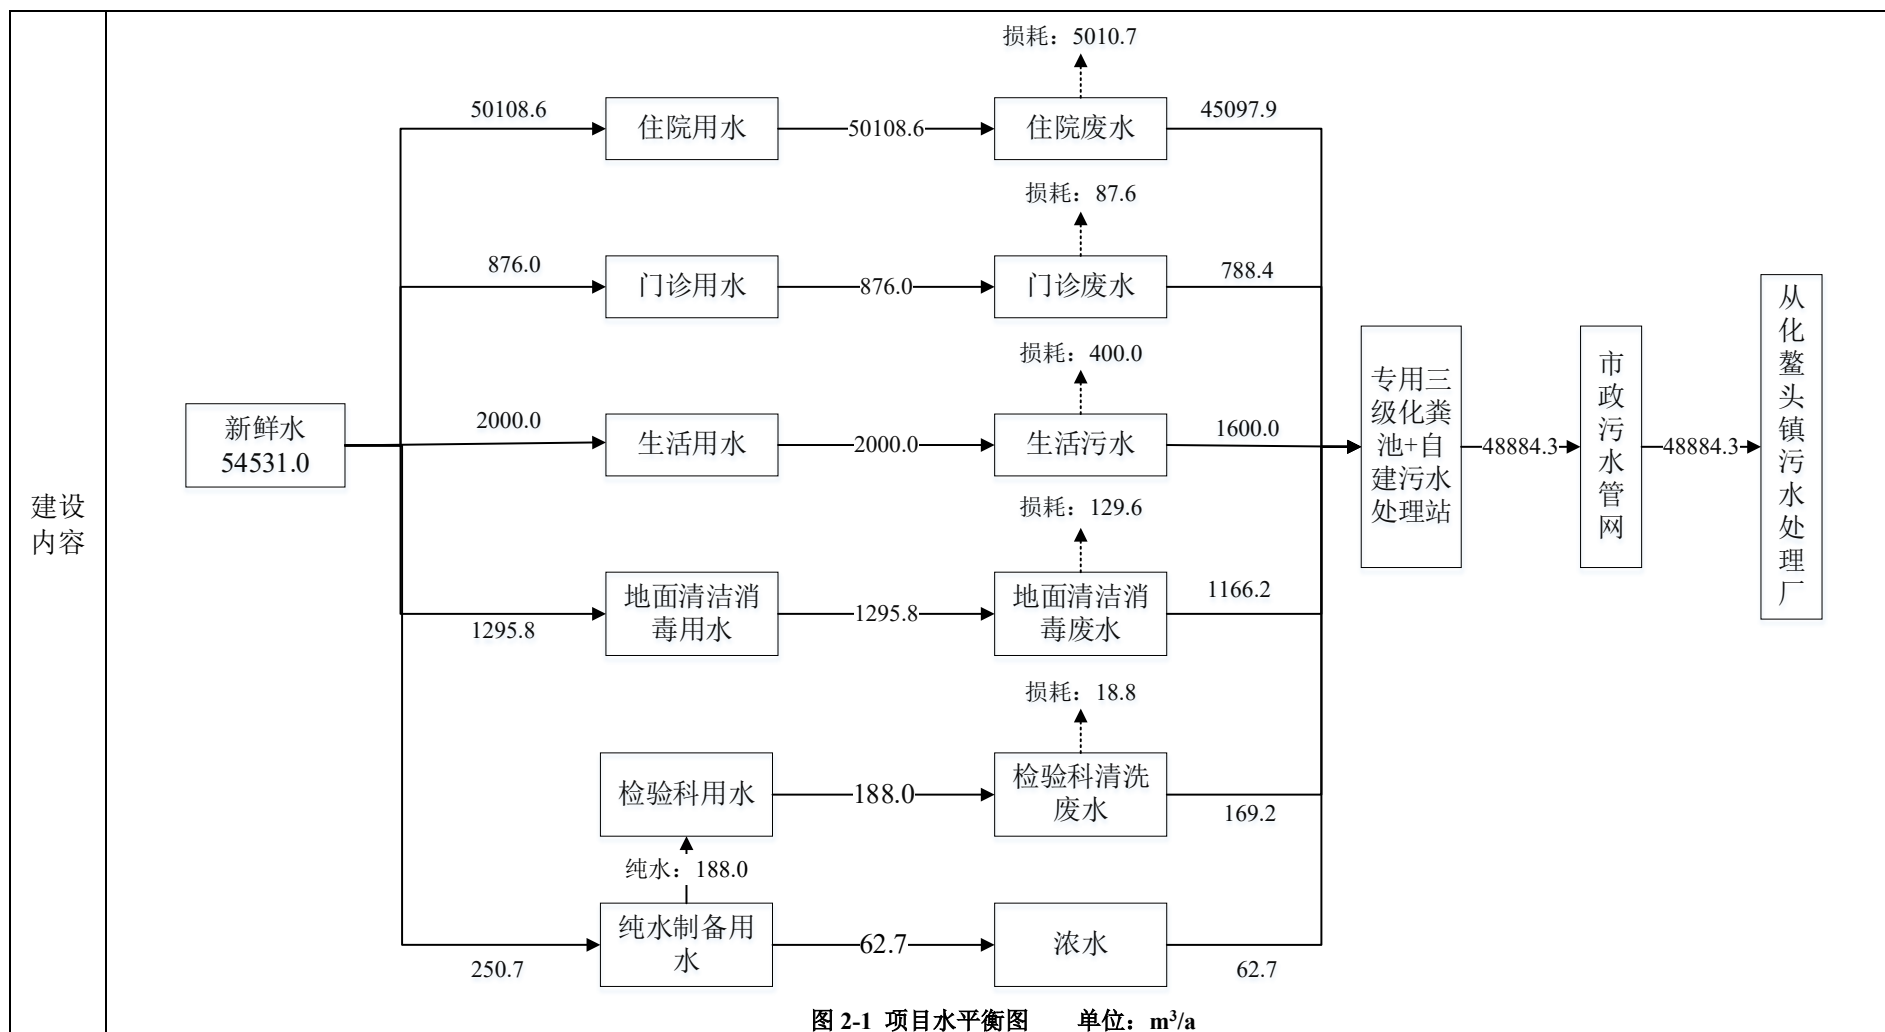 建设
内容
损耗：5010.7
50108.6
住院用水
50108.6
住院废水
45097.9
损耗：87.6
876.0
门诊用水
876.0
门诊废水
788.4
损耗：400.0
新鲜水
54531.0
2000.0
生活用水
2000.0
生活污水
1600.0
损耗：129.6
1295.8
地面清洁消
毒用水
1295.8
地面清洁消
毒废水
1166.2
损耗：18.8
检验科用水
188.0
检验科清洗
废水
169.2
纯水：188.0
250.7
纯水制备用
水
62.7
浓水
62.7
专用三
级化粪
池+自
建污水
处理站
48884.3
市
政
污
水
管
网
48884.3
从
化
鳌
头
镇
污
水
处
理
厂
图 2-1 项目水平衡图 单位：m³/a